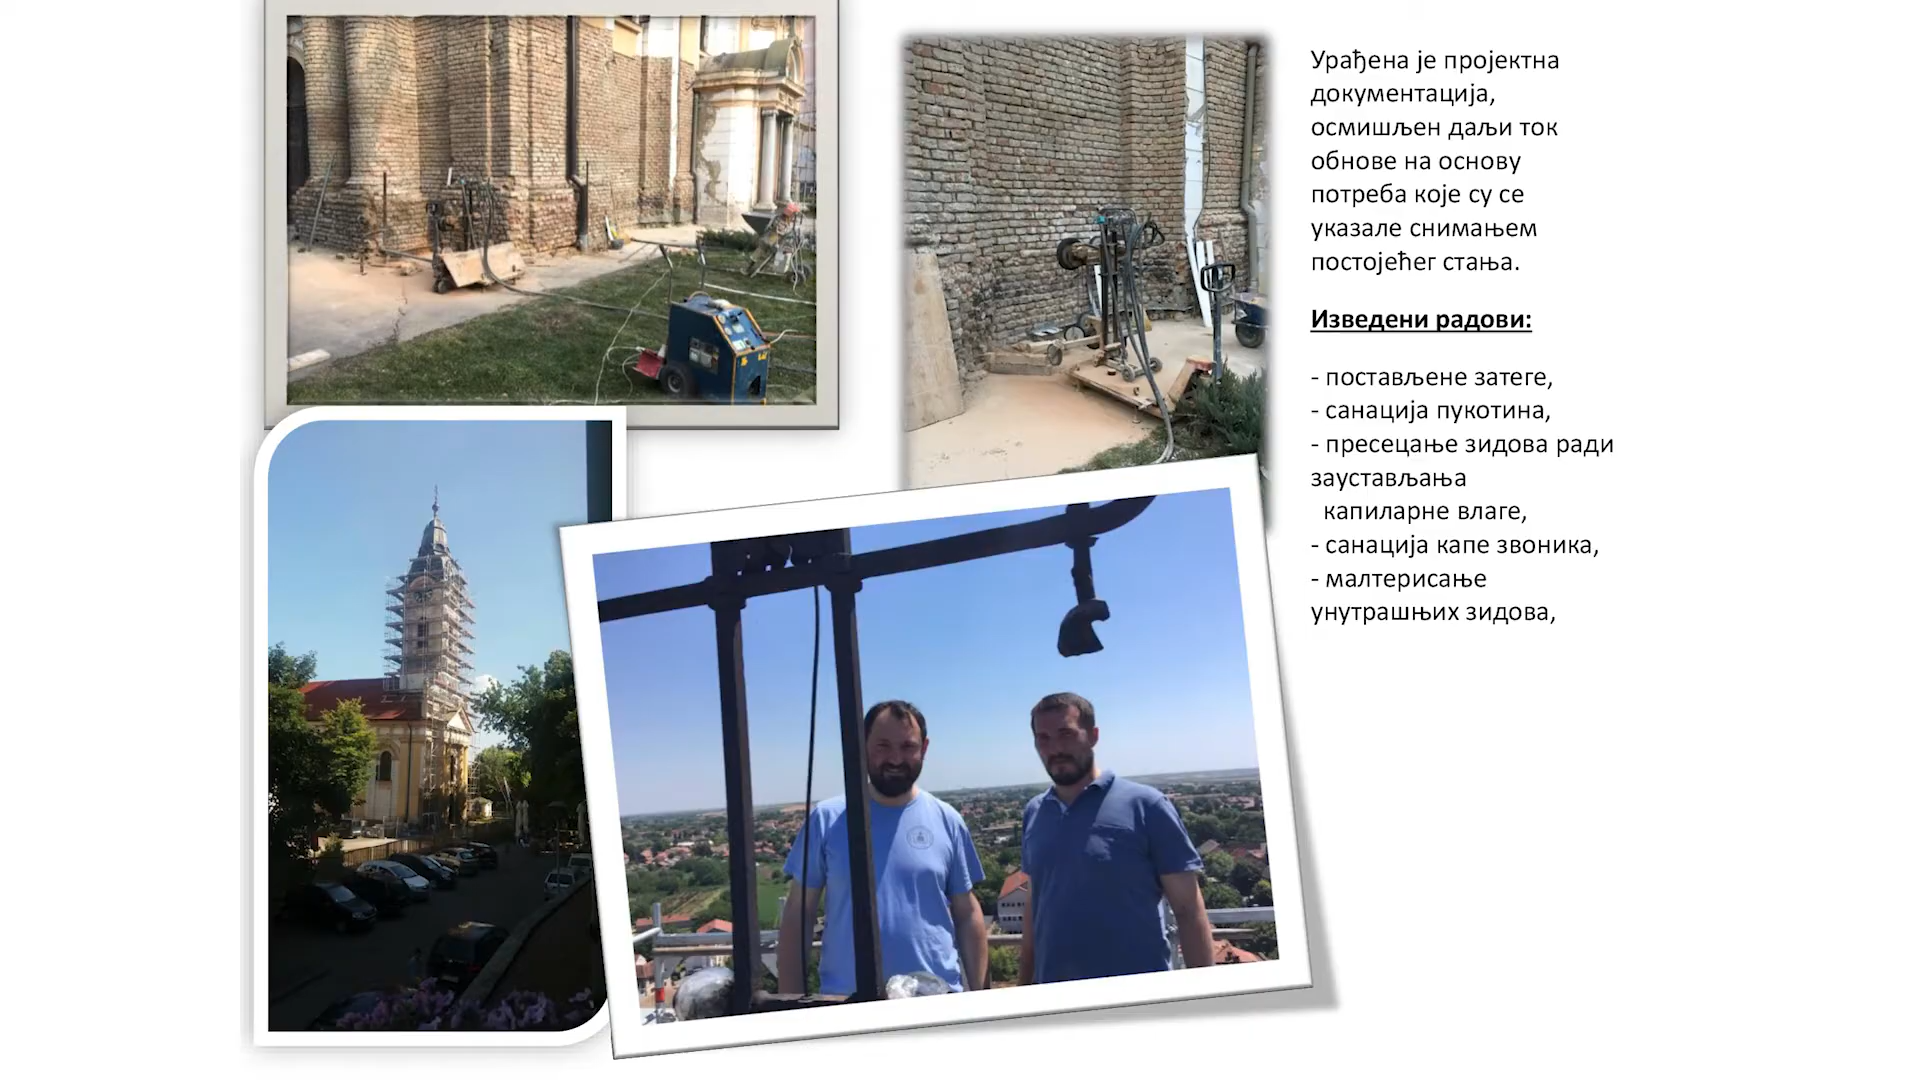 Урађена је пројектна
документација,
осмишљен даљи ток
обнове на основу
потреба које су се
указале снимањем
постојећег стања.
Изведени радови:
- постављене затеге,
- санација пукотина,
- пресецање зидова ради
заустављања
капиларне влаге,
- санација капе звоника,
- малтерисање
унутрашњих зидова,